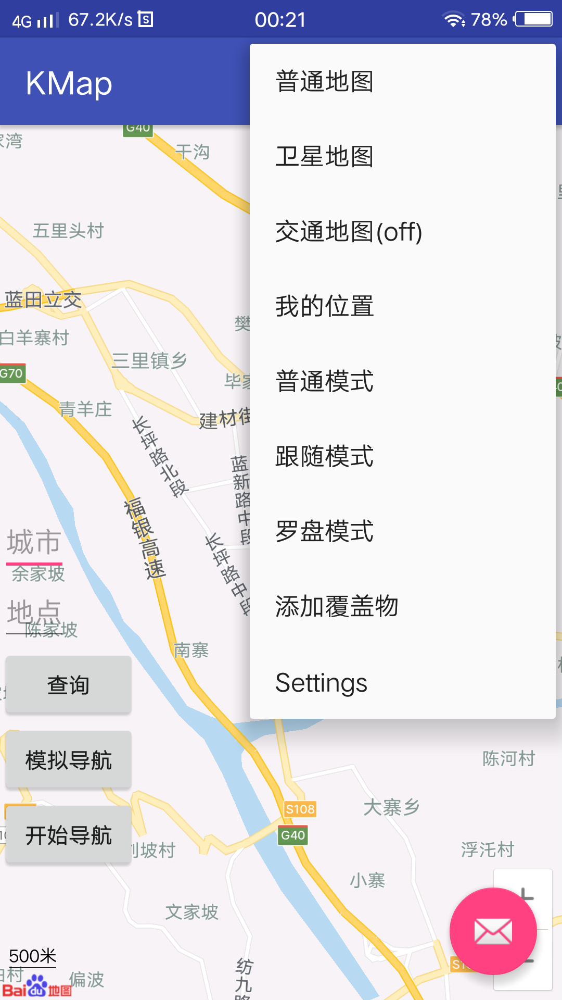 4G 67.2K/s 00:21 78%
KMap
普通地图
卫星地图
交通地图(off)
我的位置
普通模式
跟随模式
罗盘模式
添加覆盖物
Settings
G40
干沟
五里头村
蓝田立交
白羊寨村
三里镇乡
G70
青羊庄
建材街
长坪路北段
蓝新路中段
福银高速
长坪路中段
城市
余家坡
地点
陈家坡
南寨
查询
模拟导航
开始导航
陈河村
S108
大寨乡
G40
刘坡村
浮沅村
小寨
文家坡
+
-
500米
纺九路
偏波
Bai du 地图